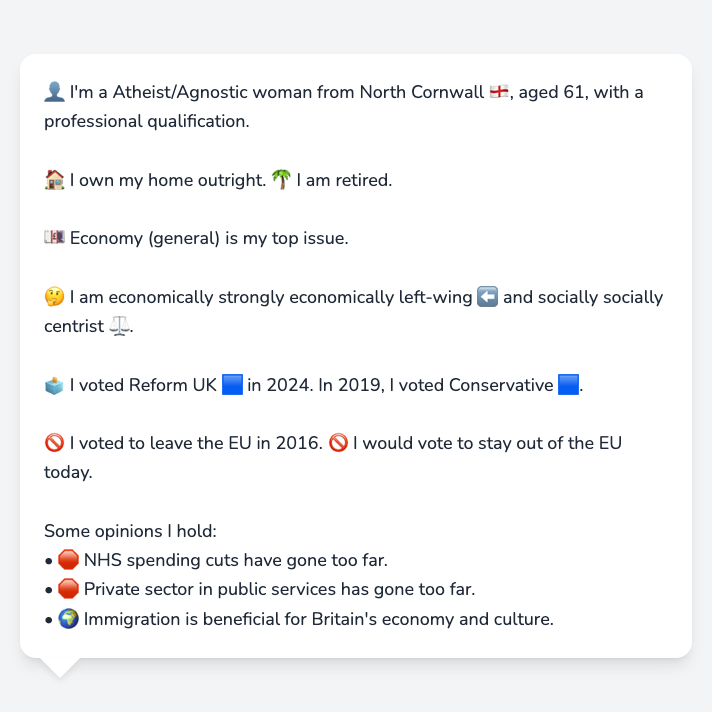 👤 I'm a Atheist/Agnostic woman from North Cornwall 🏴󠁧󠁢󠁥󠁮󠁧󠁿, aged 61, with a
professional qualification.
🏠 I own my home outright. 🌴 I am retired.
💷 Economy (general) is my top issue.
🤔 I am economically strongly economically left-wing ⬅️ and socially socially
centrist ⚖️.
🗳️ I voted Reform UK 🟦 in 2024. In 2019, I voted Conservative 🟦.
🚫 I voted to leave the EU in 2016. 🚫 I would vote to stay out of the EU
today.
Some opinions I hold:
• 🛑 NHS spending cuts have gone too far.
• 🛑 Private sector in public services has gone too far.
• 🌍 Immigration is beneficial for Britain's economy and culture.